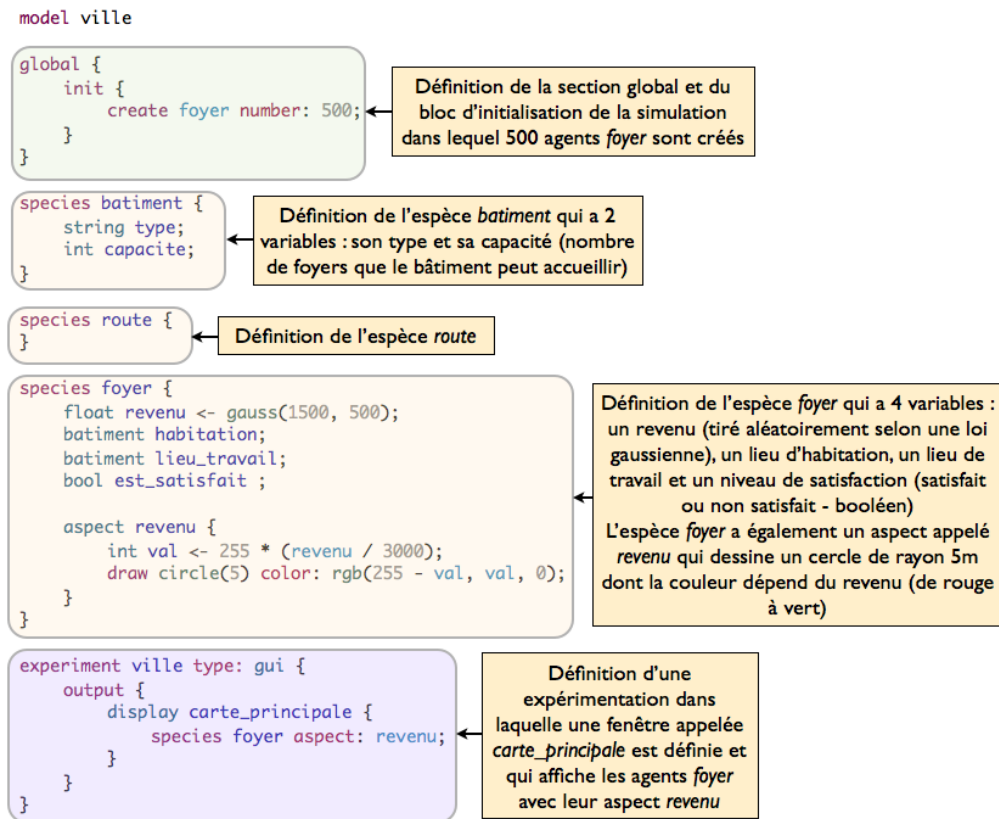 model ville
global {
init {
create foyer number: 500;
}
}
Définition de la section global et du
bloc d’initialisation de la simulation
dans lequel 500 agents foyer sont créés
species batiment {
string type;
int capacite;
}
Définition de l’espèce batiment qui a 2
variables : son type et sa capacité (nombre
de foyers que le bâtiment peut accueillir)
species route {
}
Définition de l’espèce route
species foyer {
float revenu <- gauss(1500, 500);
batiment habitation;
batiment lieu_travail;
bool est_satisfait ;
aspect revenu {
int val <- 255 * (revenu / 3000);
draw circle(5) color: rgb(255 - val, val, 0);
}
}
Définition de l’espèce foyer qui a 4 variables :
un revenu (tiré aléatoirement selon une loi
gaussienne), un lieu d’habitation, un lieu de
travail et un niveau de satisfaction (satisfait
ou non satisfait - booléen)
L’espèce foyer a également un aspect appelé
revenu qui dessine un cercle de rayon 5m
dont la couleur dépend du revenu (de rouge
à vert)
experiment ville type: gui {
output {
display carte_principale {
species foyer aspect: revenu;
}
}
}
Définition d’une
expérimentation dans
laquelle une fenêtre appelée
carte_principale est définie et
qui affiche les agents foyer
avec leur aspect revenu